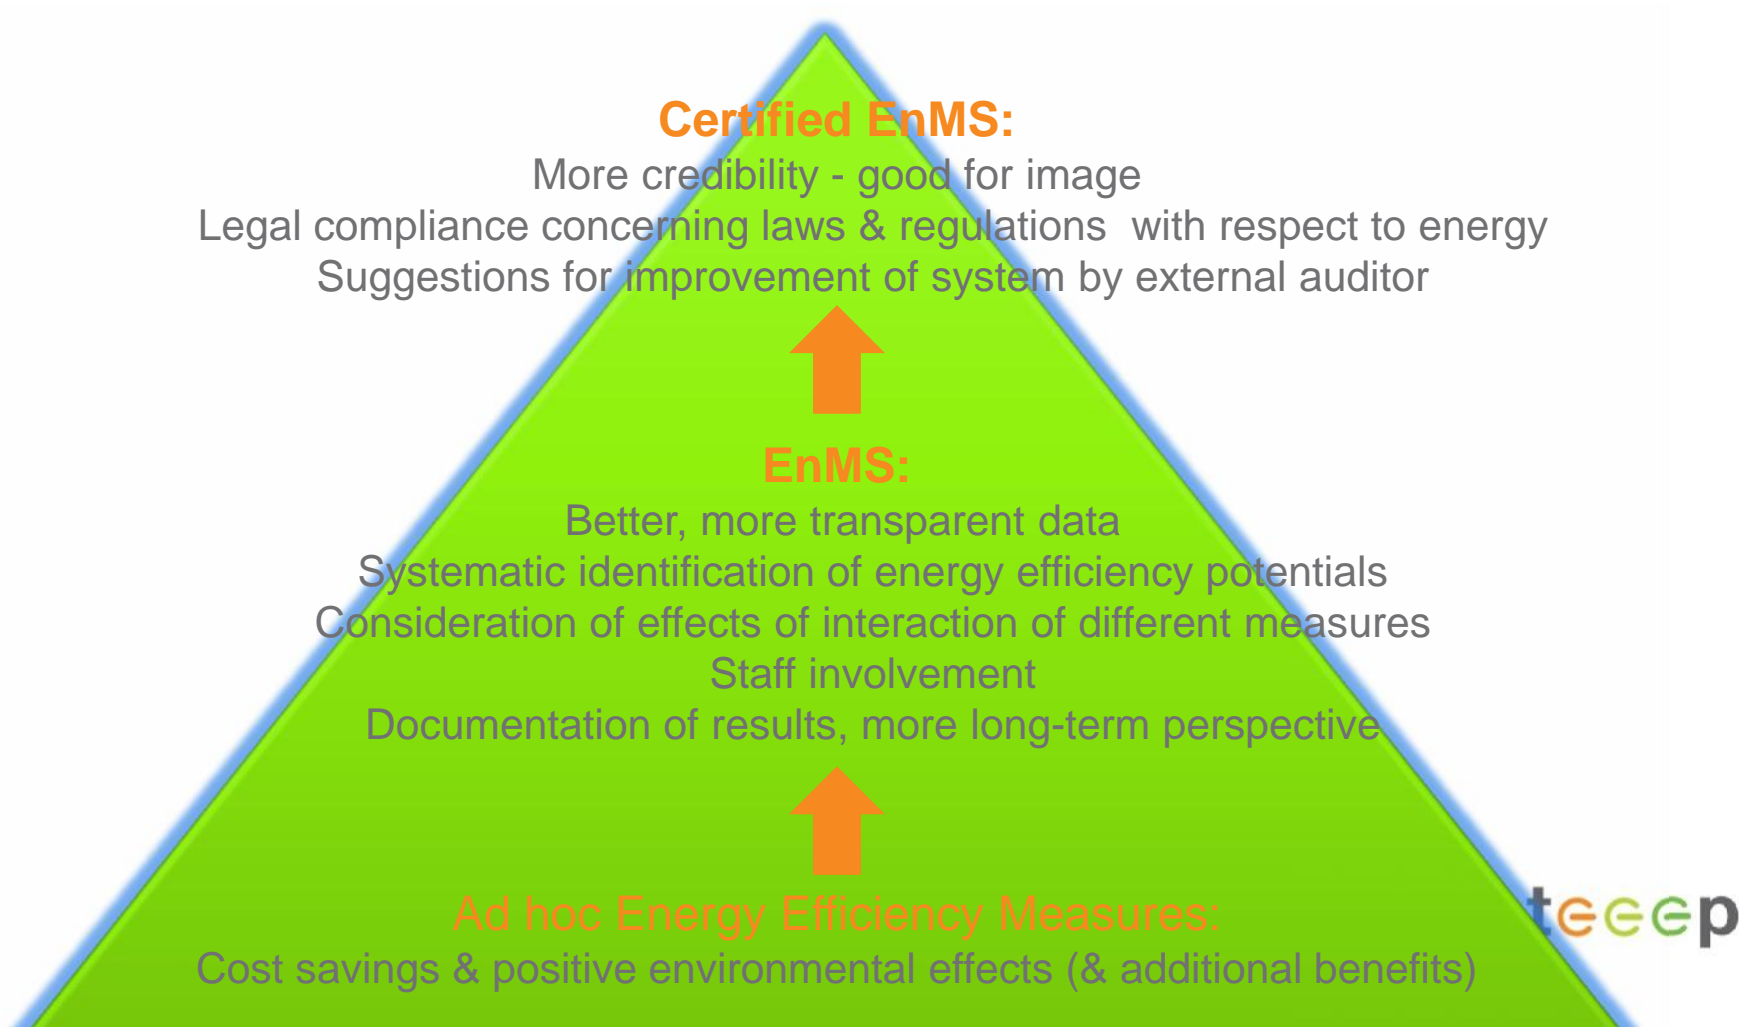 Certified EnMS:
More credibility - good for image
Legal compliance concerning laws & regulations  with respect to energy
Suggestions for improvement of system by external auditor
EnMS:
Better, more transparent data
Systematic identification of energy efficiency potentials
Consideration of effects of interaction of different measures
Staff involvement
Documentation of results, more long-term perspective
Ad hoc Energy Efficiency Measures:
Cost savings & positive environmental effects (& additional benefits)
teeep